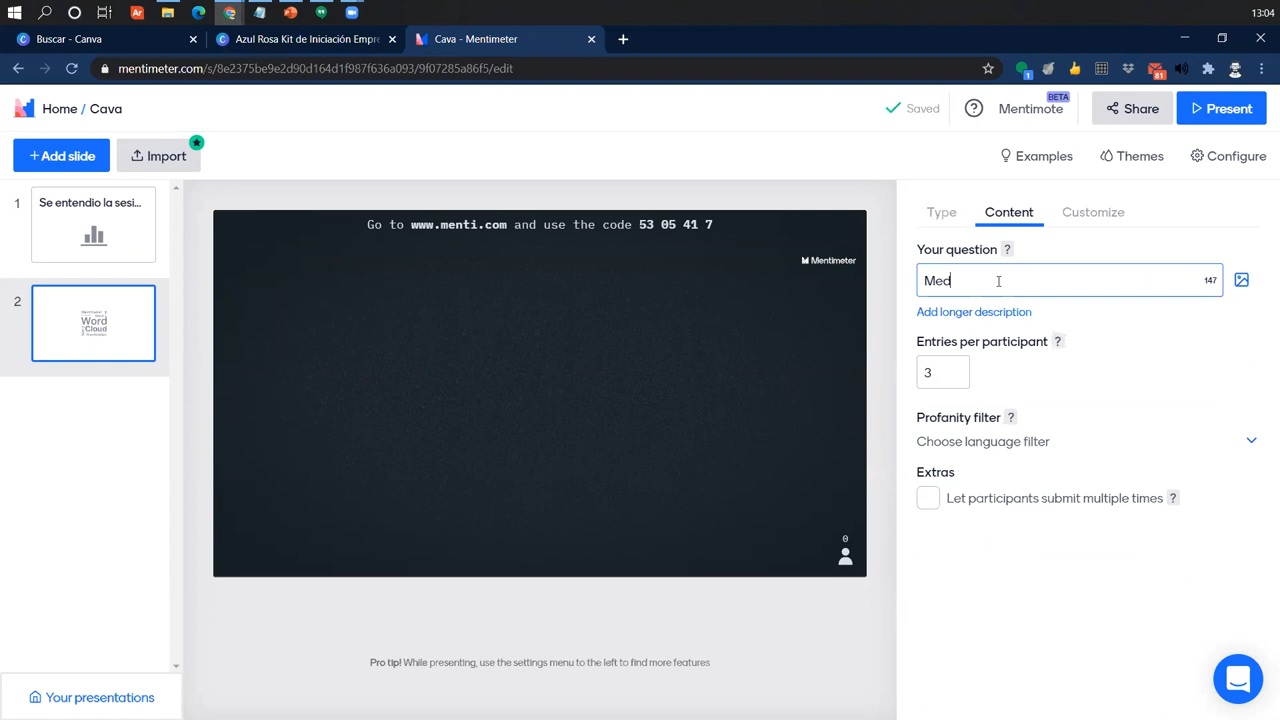 13:04
Buscar - Canva
Azul Rosa Kit de Iniciación Empre
Cava - Mentimeter
mentimeter.com/s/8e2375be9e2d90d164d1f987f636a093/9f07285a86f5/edit
1
81
Home / Cava
Saved
Mentimote
BETA
Share
Present
+ Add slide
Import
Examples
Themes
Configure
1
Se entendio la sesi...
2
Word
Cloud
Go to www.menti.com and use the code 53 05 41 7
Mentimeter
0
Pro tip! While presenting, use the settings menu to the left to find more features
Type
Content
Customize
Your question ?
Med
147
Add longer description
Entries per participant ?
3
Profanity filter ?
Choose language filter
Extras
Let participants submit multiple times ?
Your presentations